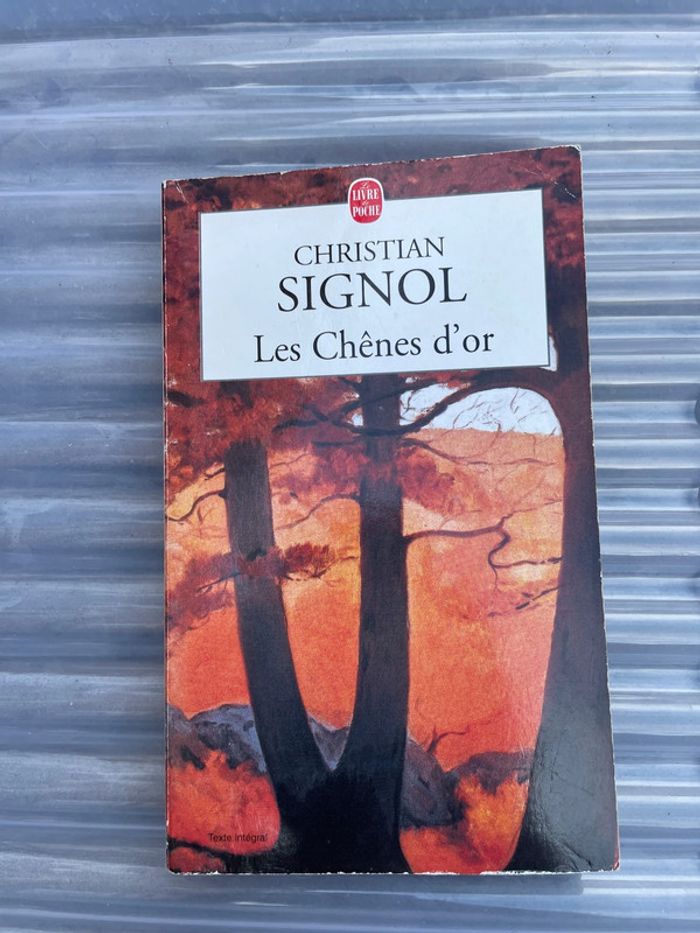 Le
LIVRE
de
POCHE
CHRISTIAN
SIGNOL
Les Chênes d'or
Texte intégral